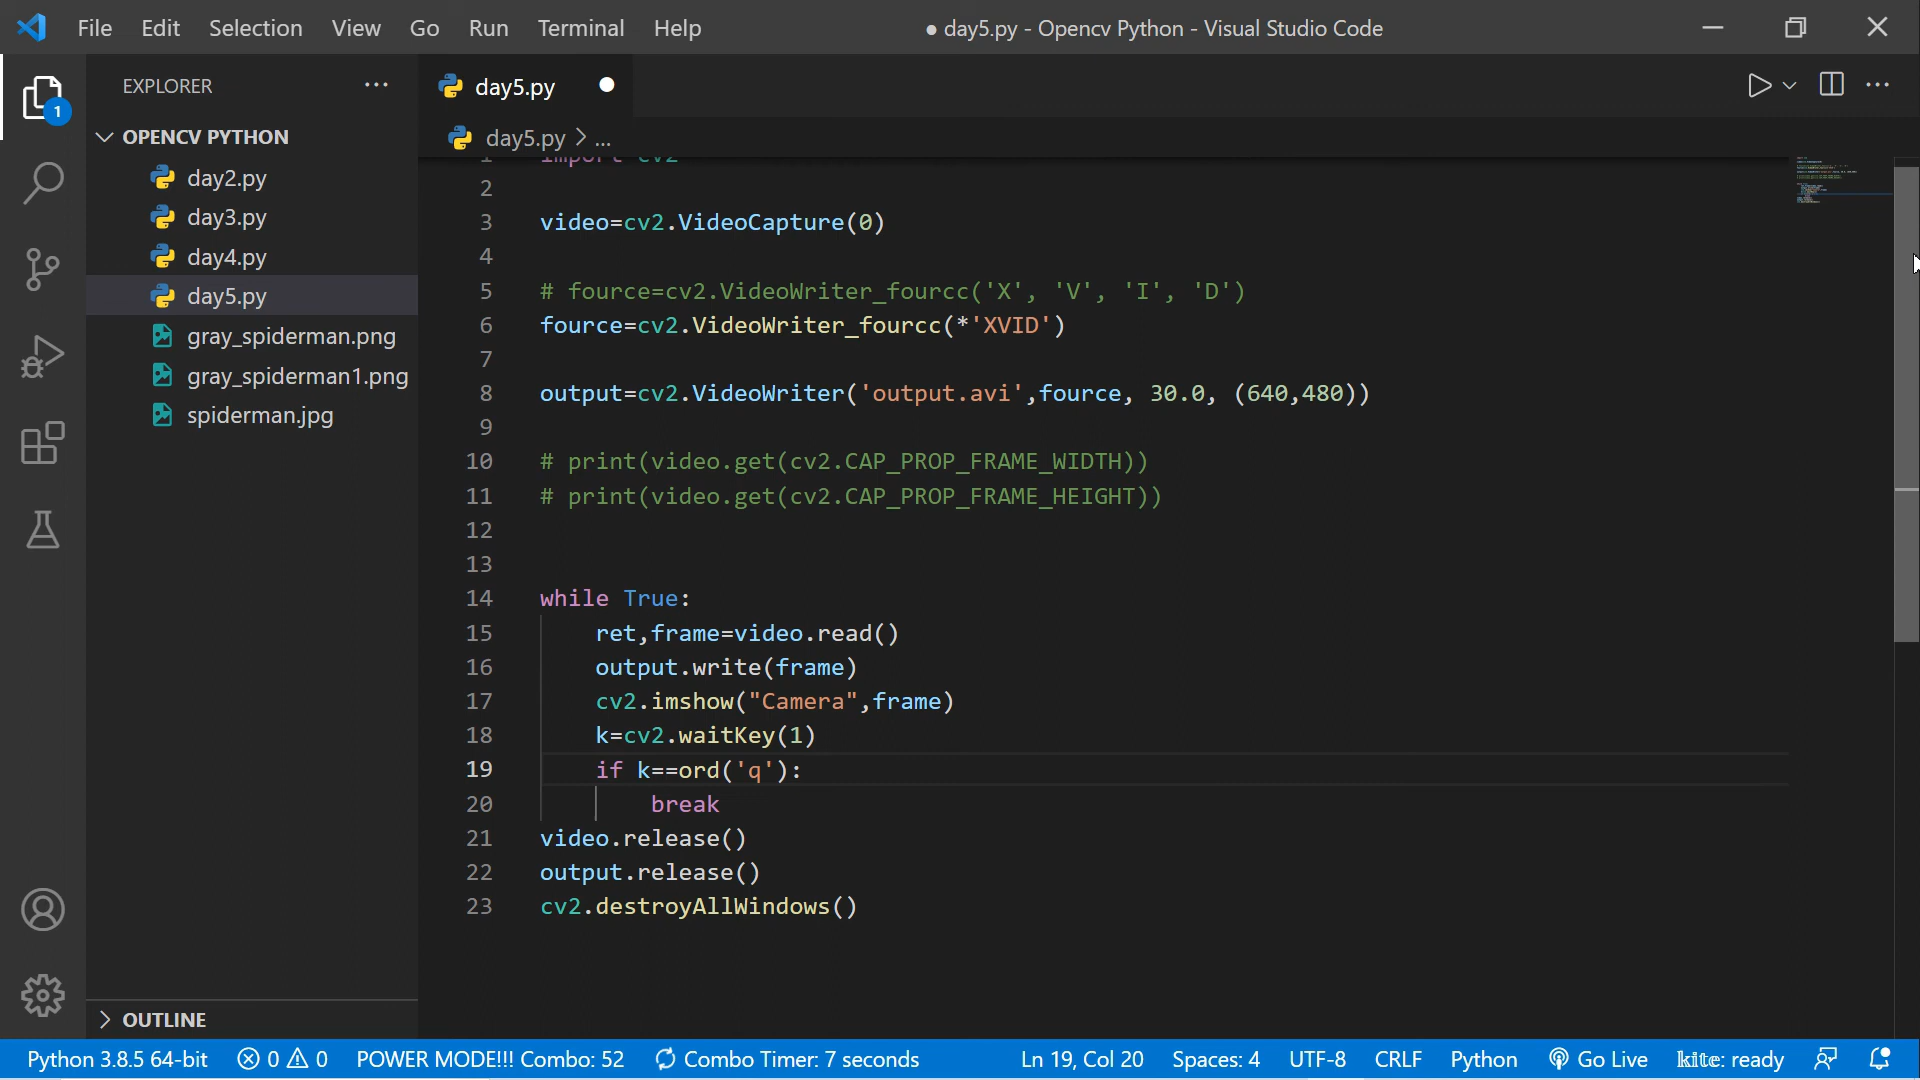 File Edit Selection View Go Run Terminal Help
● day5.py - Opencv Python - Visual Studio Code
EXPLORER
OPENCV PYTHON
day2.py
day3.py
day4.py
day5.py
gray_spiderman.png
gray_spiderman1.png
spiderman.jpg
OUTLINE
1
day5.py
day5.py > ...
1 import cv2
2
3 video=cv2.VideoCapture(0)
4
5 # fource=cv2.VideoWriter_fourcc('X', 'V', 'I', 'D')
6 fource=cv2.VideoWriter_fourcc(*'XVID')
7
8 output=cv2.VideoWriter('output.avi',fource, 30.0, (640,480))
9
10 # print(video.get(cv2.CAP_PROP_FRAME_WIDTH))
11 # print(video.get(cv2.CAP_PROP_FRAME_HEIGHT))
12
13
14 while True:
15 ret,frame=video.read()
16 output.write(frame)
17 cv2.imshow("Camera",frame)
18 k=cv2.waitKey(1)
19 if k==ord('q'):
20 break
21 video.release()
22 output.release()
23 cv2.destroyAllWindows()
Python 3.8.5 64-bit 0 0 POWER MODE!!! Combo: 52 Combo Timer: 7 seconds Ln 19, Col 20 Spaces: 4 UTF-8 CRLF Python Go Live kite: ready